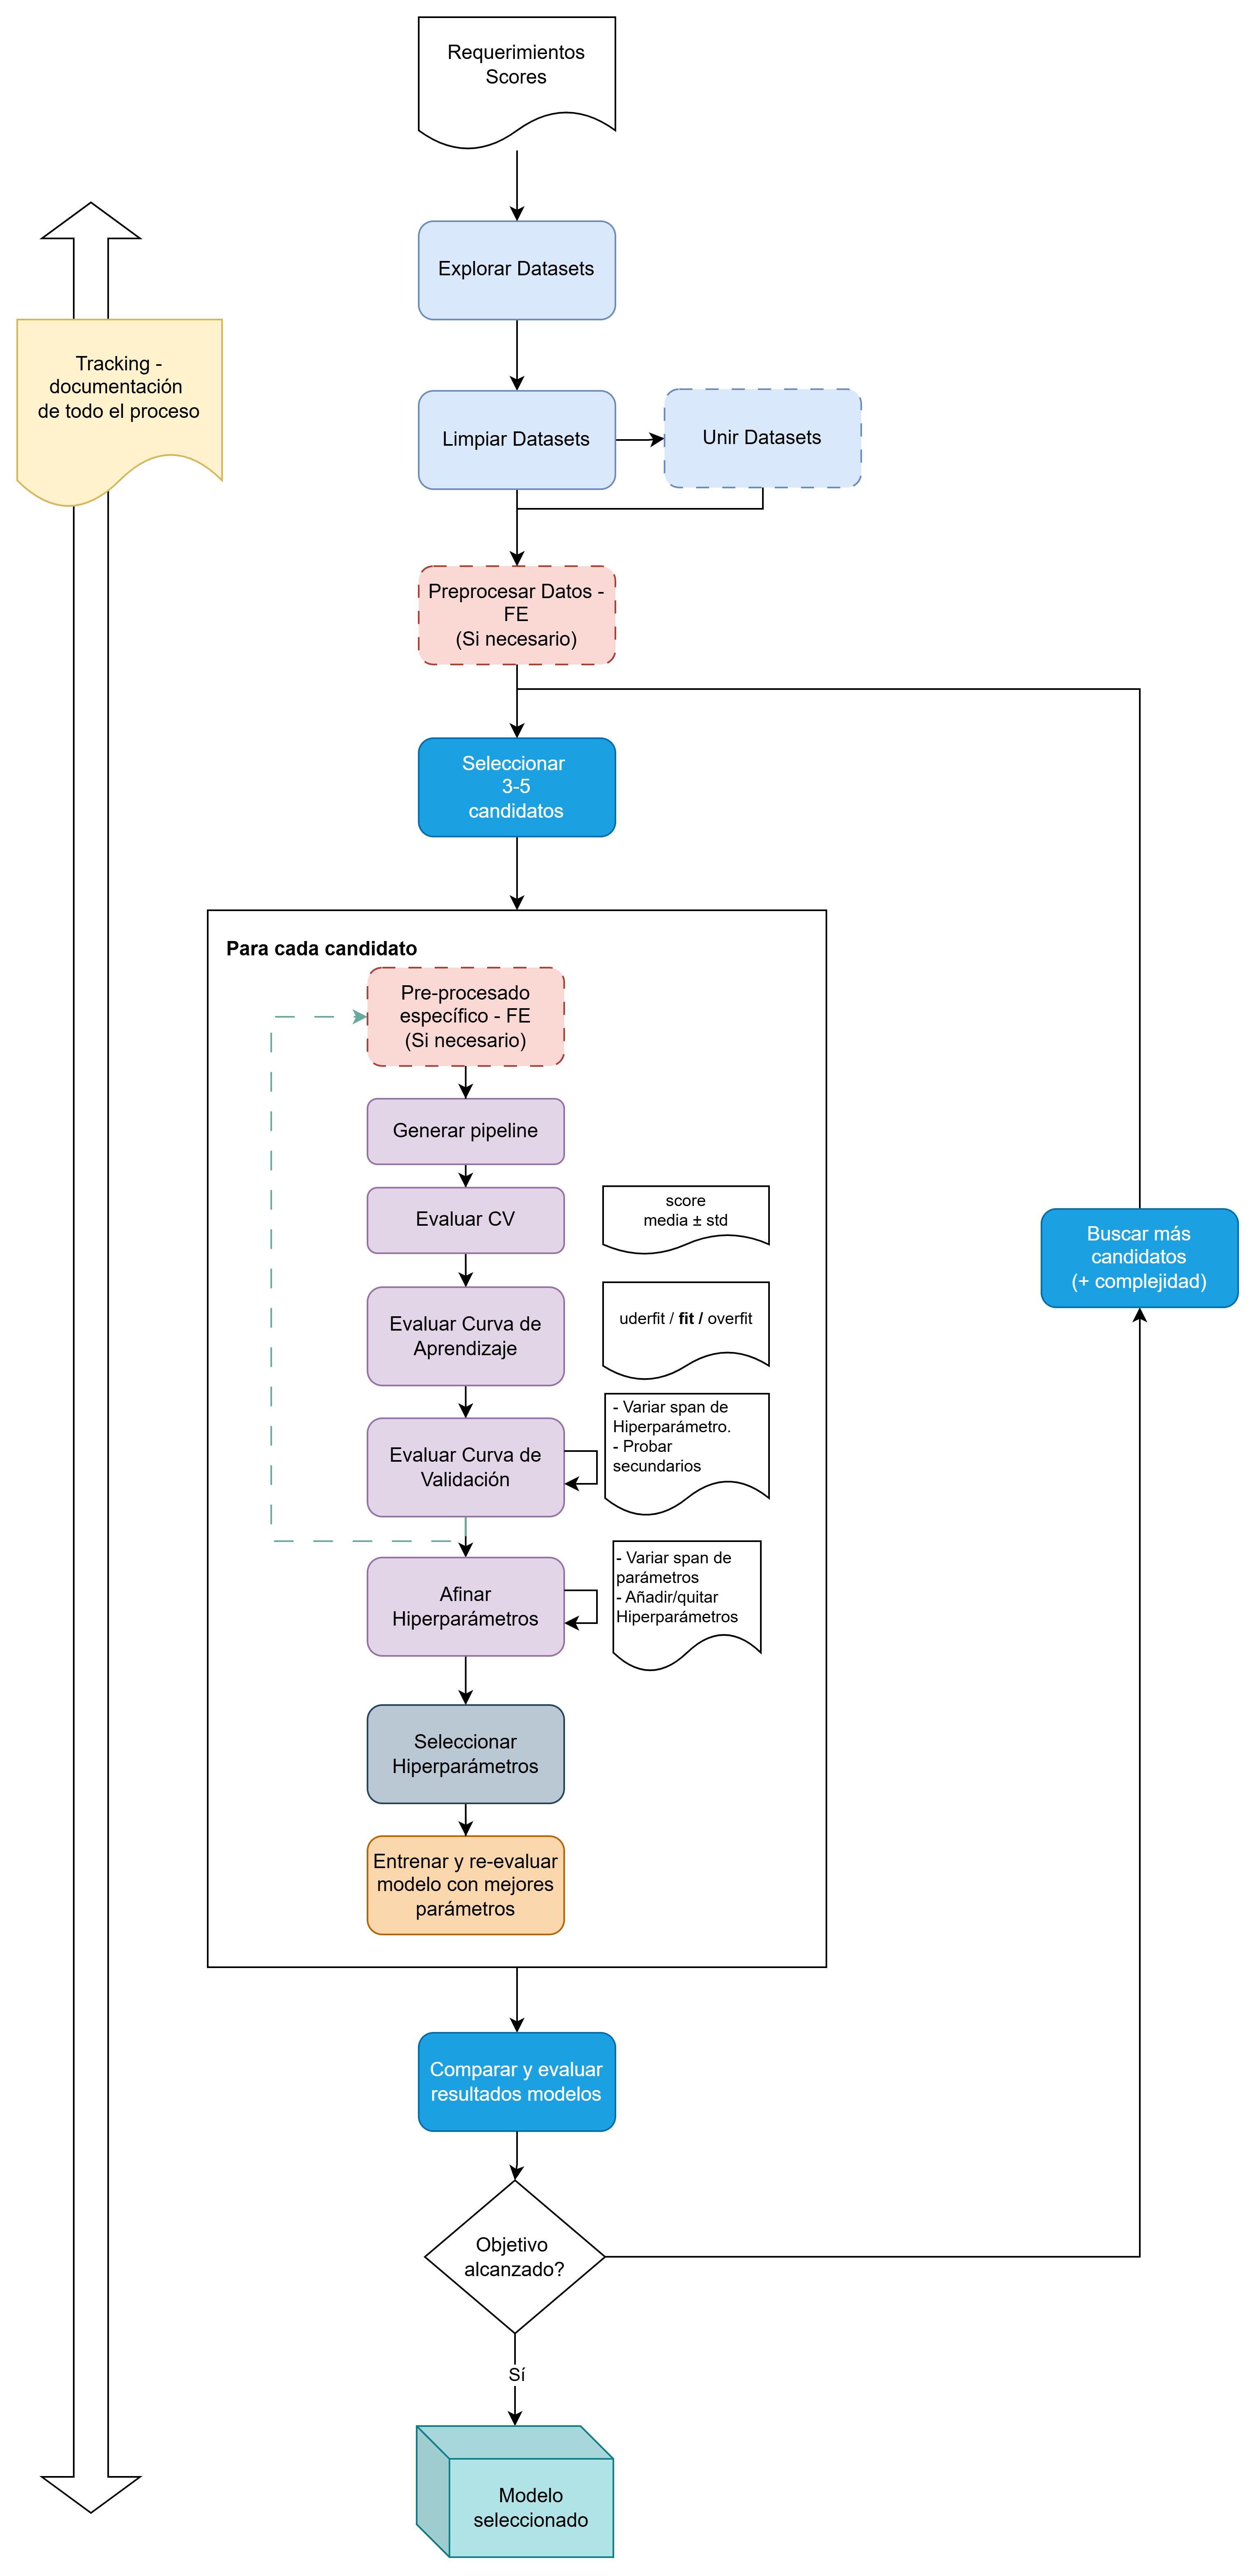 Requerimientos
Scores
Explorar Datasets
Tracking -
documentación
de todo el proceso
Limpiar Datasets
Unir Datasets
Preprocesar Datos -
FE
(Si necesario)
Seleccionar
3-5
candidatos
Para cada candidato
Pre-procesado
específico - FE
(Si necesario)
Generar pipeline
Evaluar CV
score
media ± std
Buscar más
candidatos
(+ complejidad)
Evaluar Curva de
Aprendizaje
uderfit / fit / overfit
Evaluar Curva de
Validación
- Variar span de
Hiperparámetro.
- Probar
secundarios
Afinar
Hiperparámetros
- Variar span de
parámetros
- Añadir/quitar
Hiperparámetros
Seleccionar
Hiperparámetros
Entrenar y re-evaluar
modelo con mejores
parámetros
Comparar y evaluar
resultados modelos
Objetivo
alcanzado?
Sí
Modelo
seleccionado